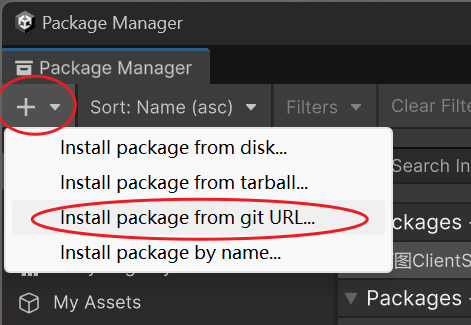 Package Manager
Package Manager
Sort: Name (asc)
Filters
Clear Filte
Install package from disk...
Install package from tarball...
Search In
Install package from git URL...
ckages -
Install package by name...
图ClientS
My Assets
Packages -